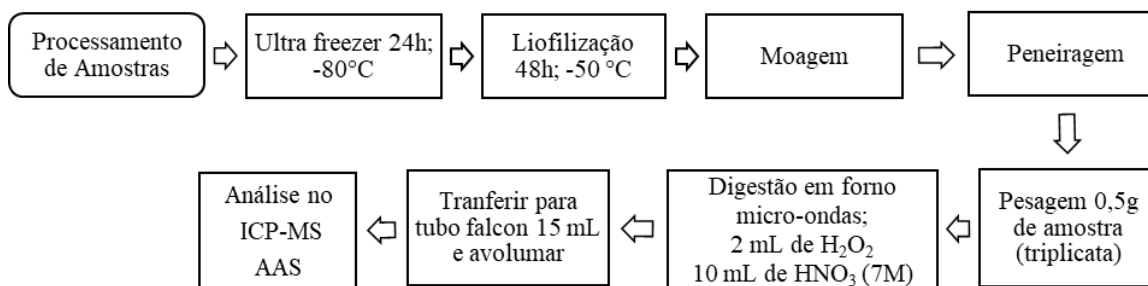 Processamento
de Amostras
Ultra freezer 24h;
-80°C
Liofilização
48h; -50 °C
Moagem
Peneiragem
Pesagem 0,5g
de amostra
(triplicata)
Digestão em forno
micro-ondas;
2 mL de H₂O₂
10 mL de HNO₃ (7M)
Tranferir para
tubo falcon 15 mL
e avolumar
Análise no
ICP-MS
AAS